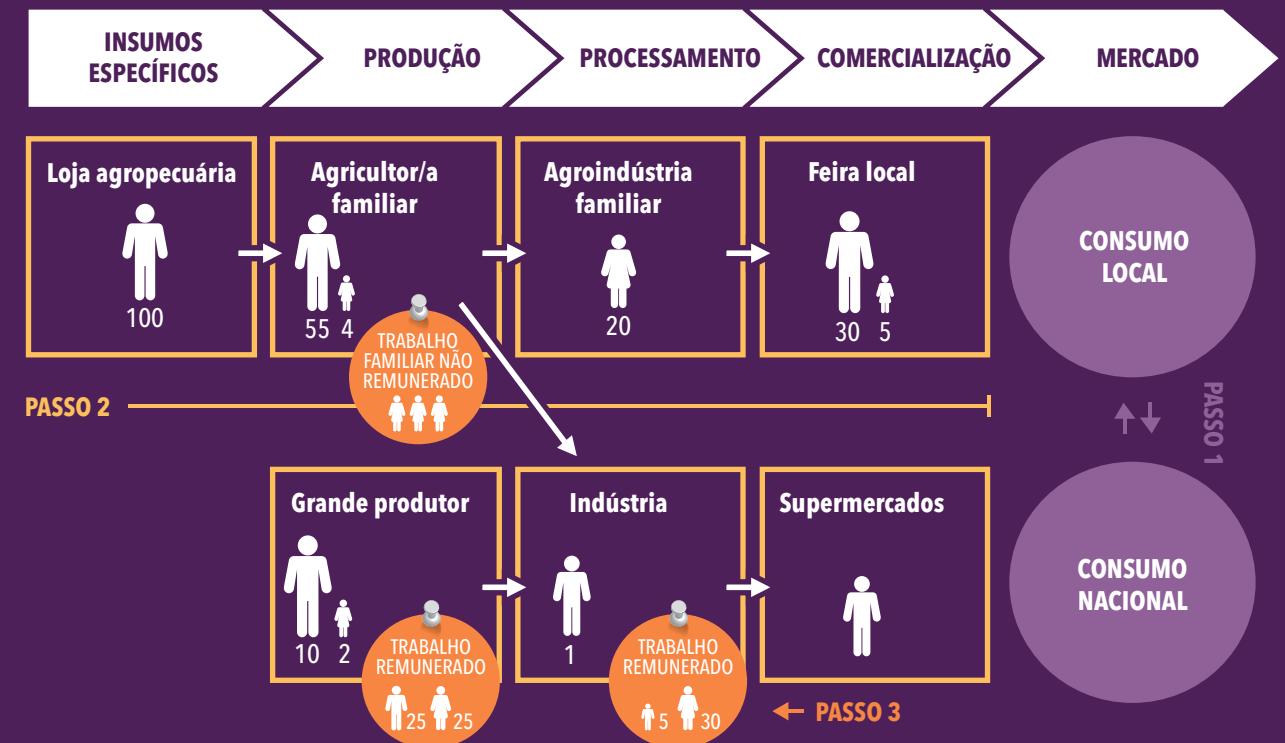 INSUMOS
ESPECÍFICOS
PRODUÇÃO
PROCESSAMENTO
COMERCIALIZAÇÃO
MERCADO
Loja agropecuária
100
Agricultor/a
familiar
55 4
TRABALHO
FAMILIAR NÃO
REMUNERADO
Agroindústria
familiar
20
Feira local
30 5
CONSUMO
LOCAL
PASSO 2
PASSO 1
Grande produtor
10 2
TRABALHO
REMUNERADO
25 25
Indústria
1
TRABALHO
REMUNERADO
5 30
Supermercados
PASSO 3
CONSUMO
NACIONAL